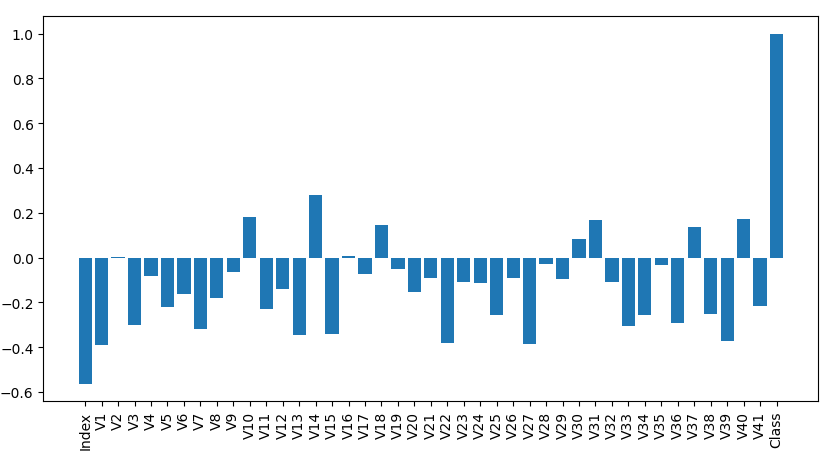 1.0
0.8
0.6
0.4
0.2
0.0
−0.2
−0.4
−0.6
Index
V1
V2
V3
V4
V5
V6
V7
V8
V9
V10
V11
V12
V13
V14
V15
V16
V17
V18
V19
V20
V21
V22
V23
V24
V25
V26
V27
V28
V29
V30
V31
V32
V33
V34
V35
V36
V37
V38
V39
V40
V41
Class